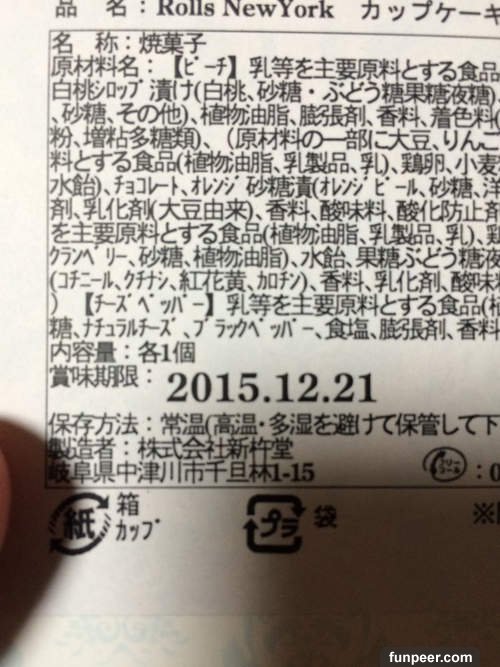 品 名：Rolls NewYork カップケーキ
名 称：焼菓子
原材料名：【ピーチ】乳等を主要原料とする食品
白桃シロップ漬け(白桃、砂糖・ぶどう糖果糖液糖)
、砂糖、その他)、植物油脂、膨張剤、香料、着色料(
粉、増粘多糖類)、(原材料の一部に大豆、りんご
料とする食品(植物油脂、乳製品、乳)、鶏卵、小麦
水飴)、チョコレート、オレンジ砂糖漬(オレンジピール、砂糖、
剤、乳化剤(大豆由来)、香料、酸味料、酸化防止剤
を主要原料とする食品(植物油脂、乳製品、乳)、
クランベリー、砂糖、植物油脂)、水飴、果糖ぶどう糖液
(コチニール、クチナシ、紅花黄、カロチン)、香料、乳化剤、酸味料
)【チーズペッパー】乳等を主要原料とする食品(植
糖、ナチュラルチーズ、ブラックペッパー、食塩、膨張剤、香料
内容量：各1個
賞味期限：2015.12.21
保存方法：常温(高温・多湿を避けて保管して下
製造者：株式会社新杵堂
岐阜県中津川市千旦林1-15 フリーコール：0
紙 箱 カップ プラ 袋 ※
funpeer.com